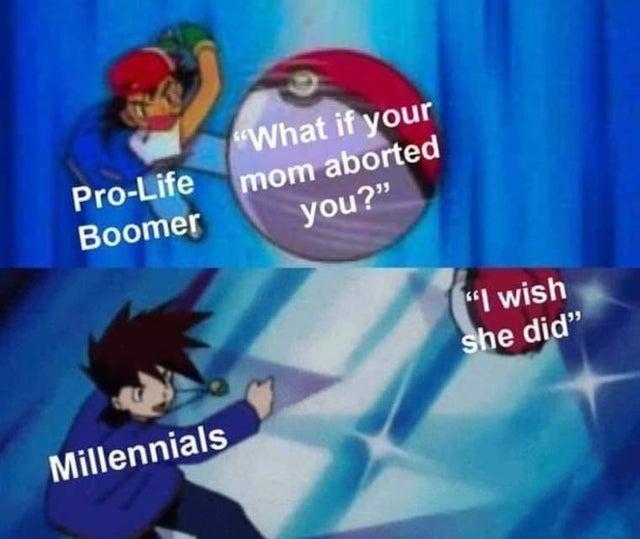 “What if your
mom aborted
you?”
Pro-Life
Boomer
“I wish
she did”
Millennials